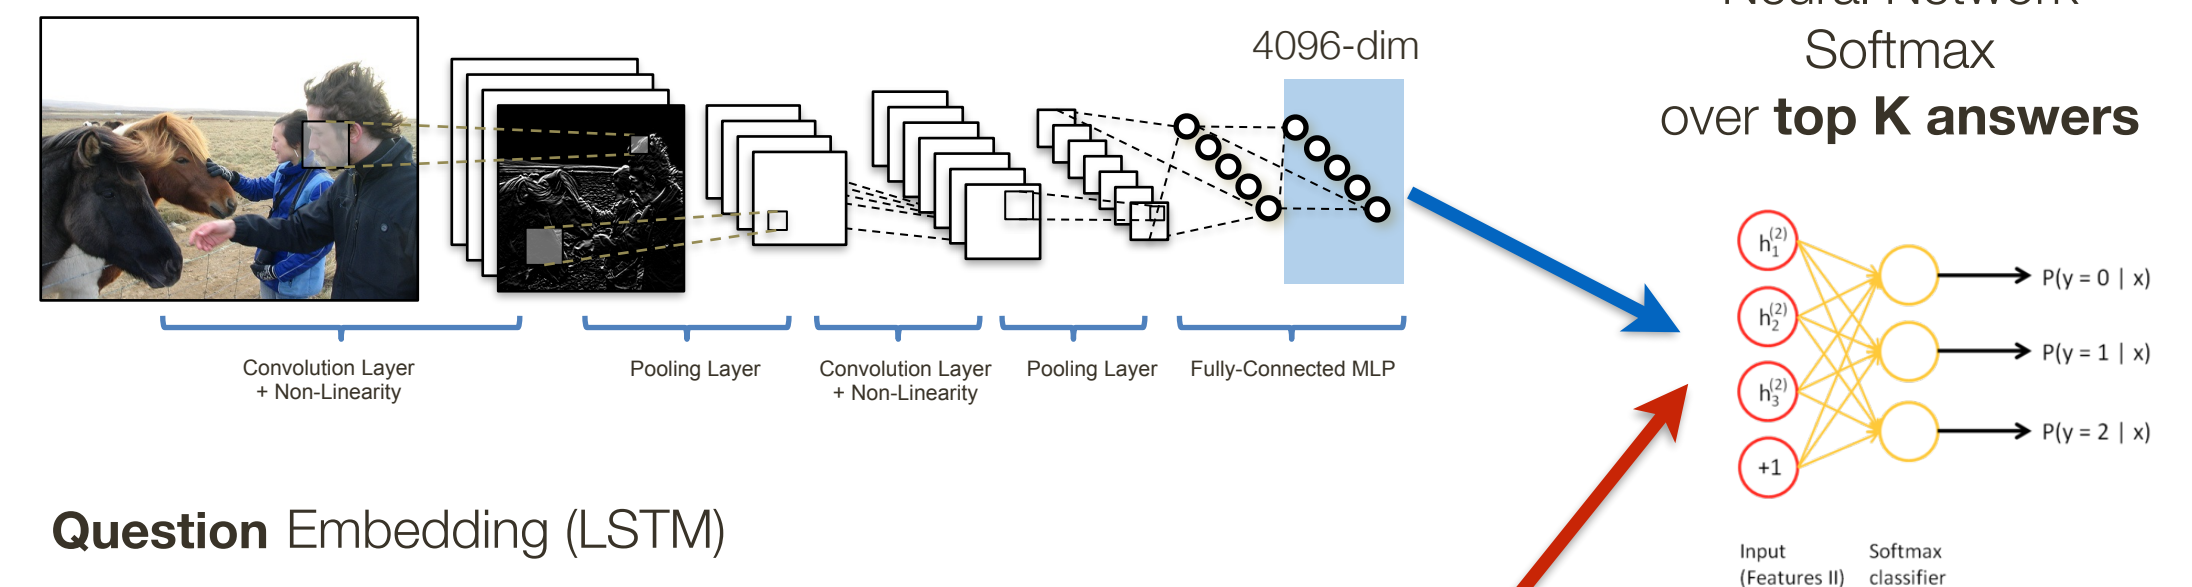 4096-dim
Neural Network
Softmax
over top K answers
Convolution Layer
+ Non-Linearity
Pooling Layer
Convolution Layer
+ Non-Linearity
Pooling Layer
Fully-Connected MLP
h₁⁽²⁾
h₂⁽²⁾
h₃⁽²⁾
+1
P(y = 0 | x)
P(y = 1 | x)
P(y = 2 | x)
Input
(Features II)
Softmax
classifier
Question Embedding (LSTM)